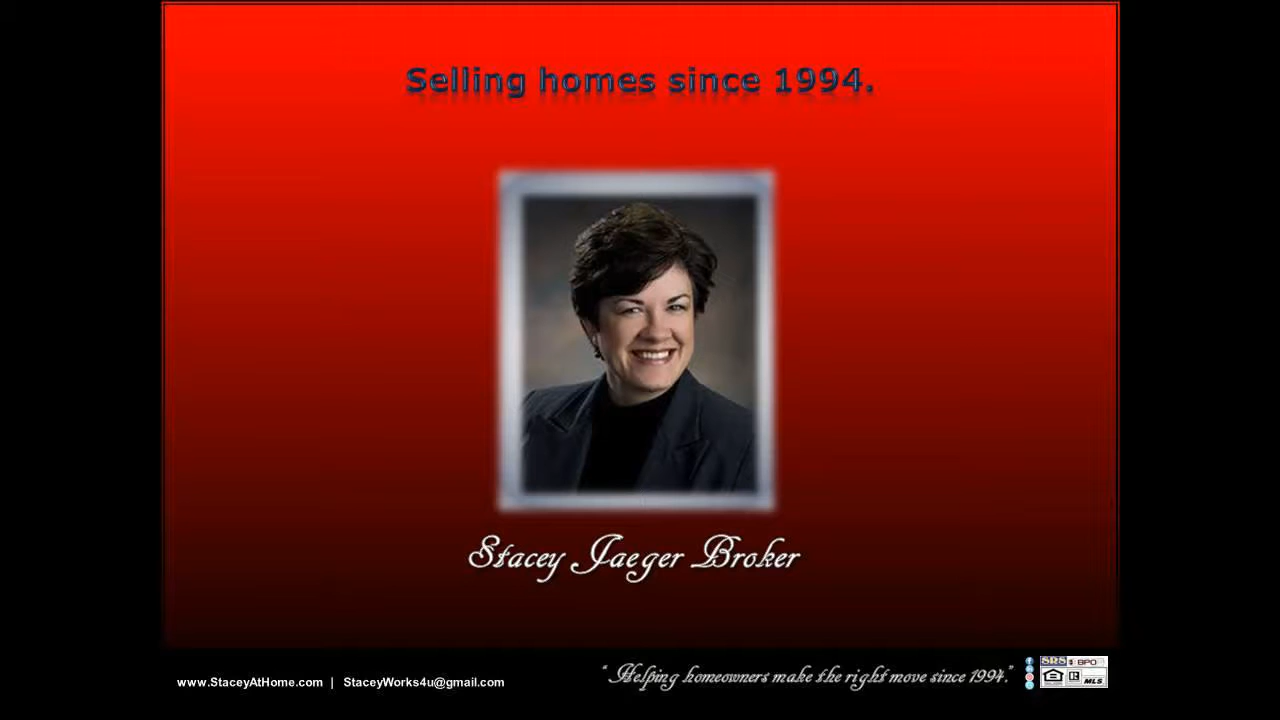 Selling homes since 1994.
Stacey Jaeger Broker
www.StaceyAtHome.com | StaceyWorks4u@gmail.com
“Helping homeowners make the right move since 1994.”
SRS BPO
R MLS